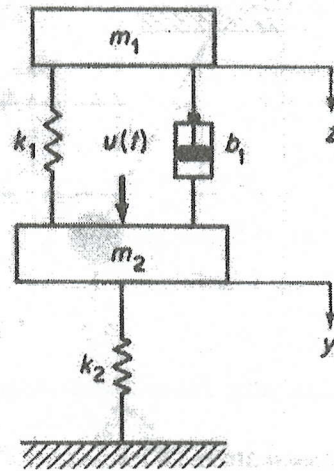 m₁
k₁ u(t) b₁
z
m₂
y
k₂